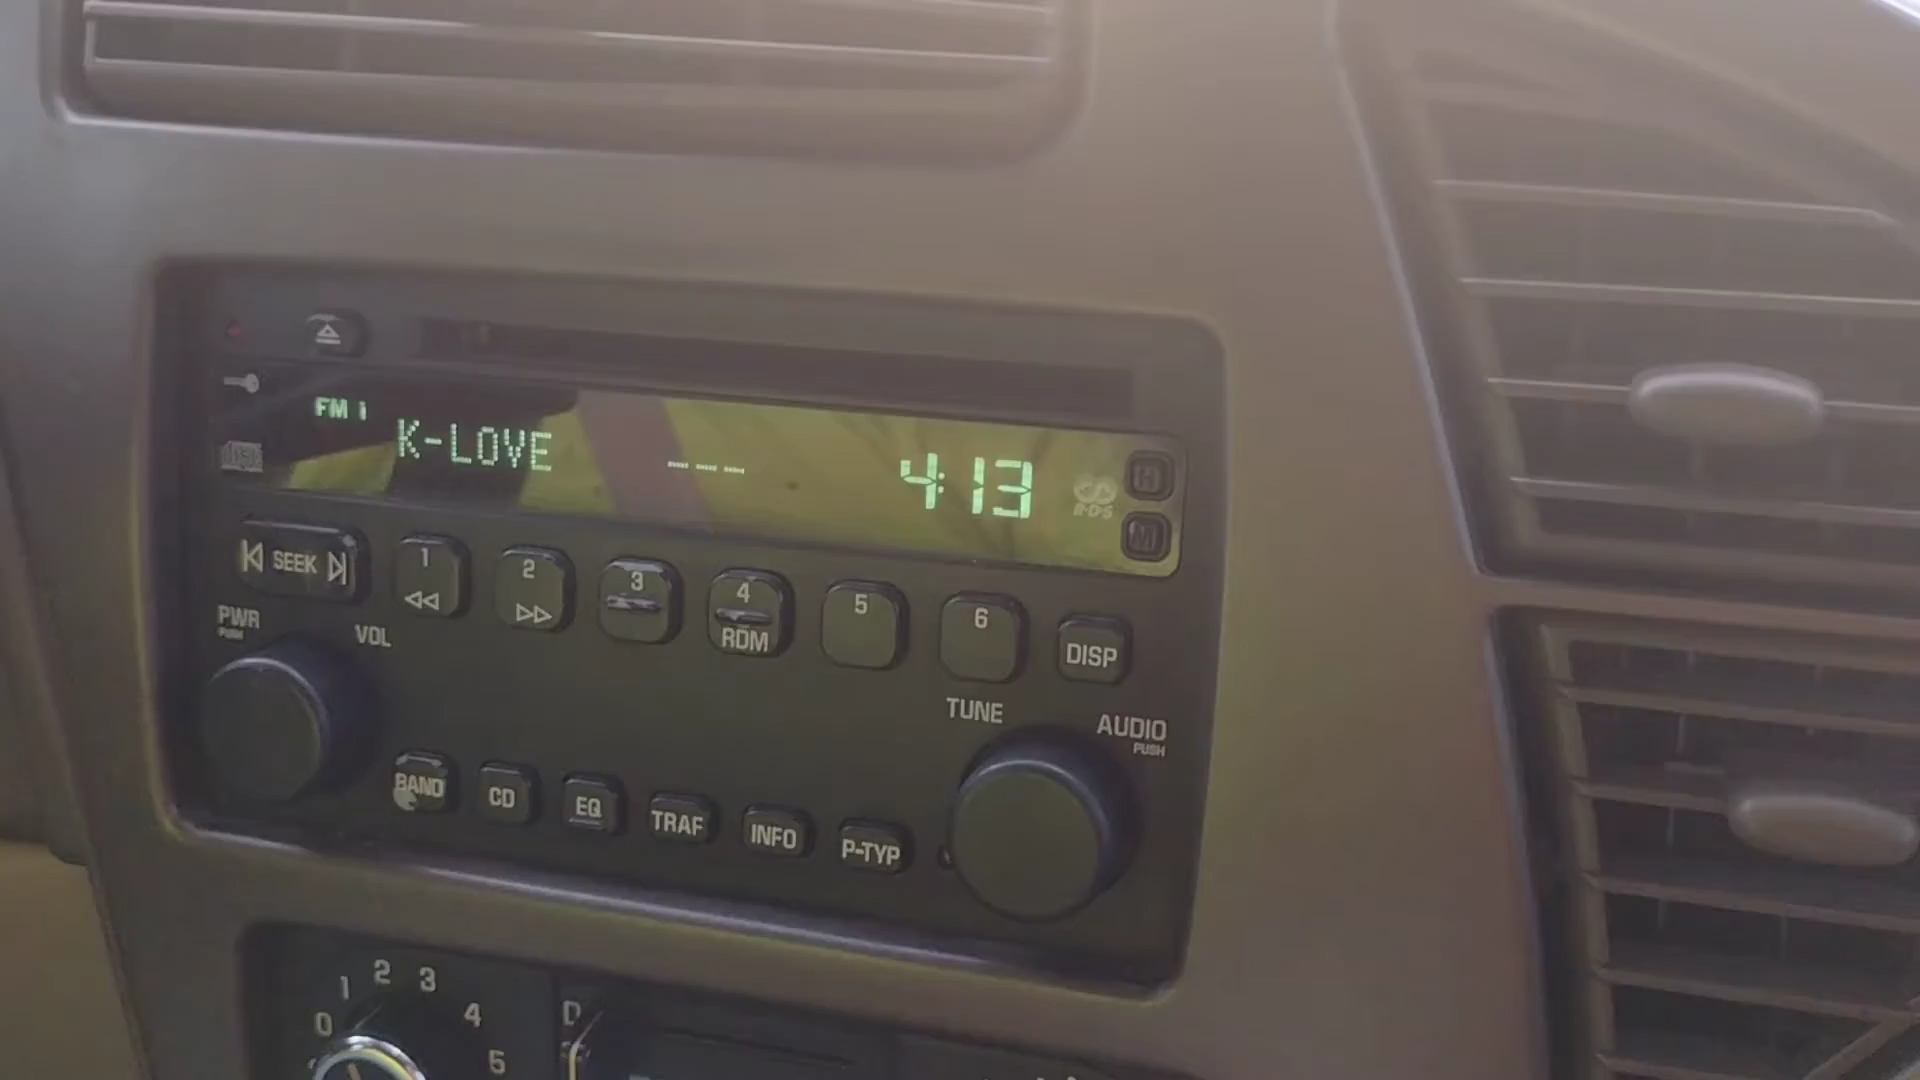 FM 1
K-LOVE
4:13
R·D·S
H
M
SEEK
1
2
3
4
RDM
5
6
DISP
PWR
PUSH
VOL
TUNE
AUDIO
PUSH
BAND
CD
EQ
TRAF
INFO
P-TYP
0
1
2
3
4
5